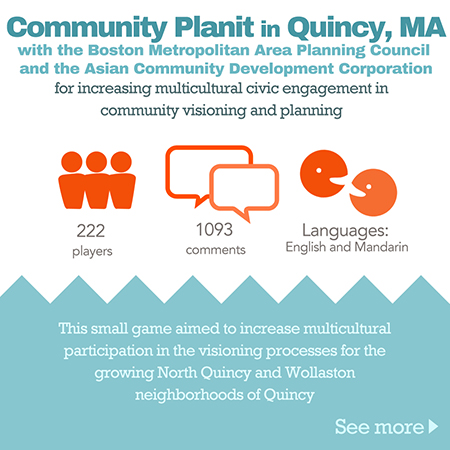 Community Planit in Quincy, MA
with the Boston Metropolitan Area Planning Council
and the Asian Community Development Corporation
for increasing multicultural civic engagement in
community visioning and planning
222
players
1093
comments
Languages:
English and Mandarin
This small game aimed to increase multicultural
participation in the visioning processes for the
growing North Quincy and Wollaston
neighborhoods of Quincy
See more